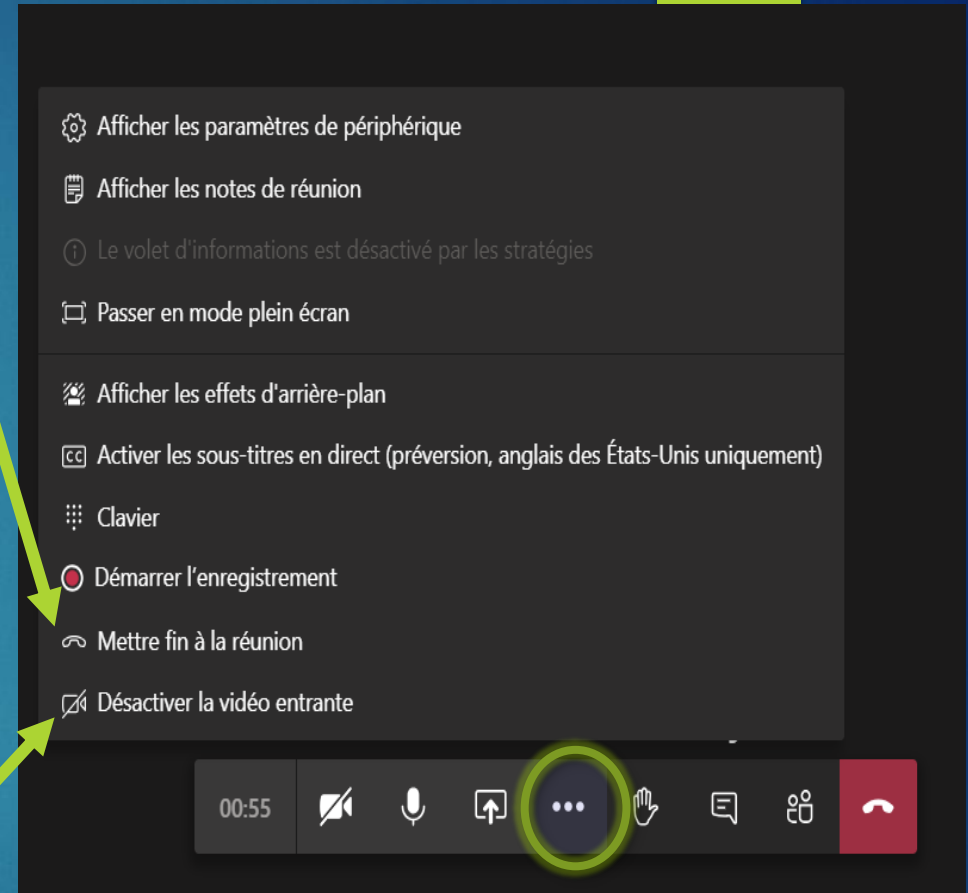 Afficher les paramètres de périphérique
Afficher les notes de réunion
Le volet d'informations est désactivé par les stratégies
Passer en mode plein écran
Afficher les effets d'arrière-plan
CC Activer les sous-titres en direct (préversion, anglais des États-Unis uniquement)
Clavier
Démarrer l'enregistrement
Mettre fin à la réunion
Désactiver la vidéo entrante
00:55